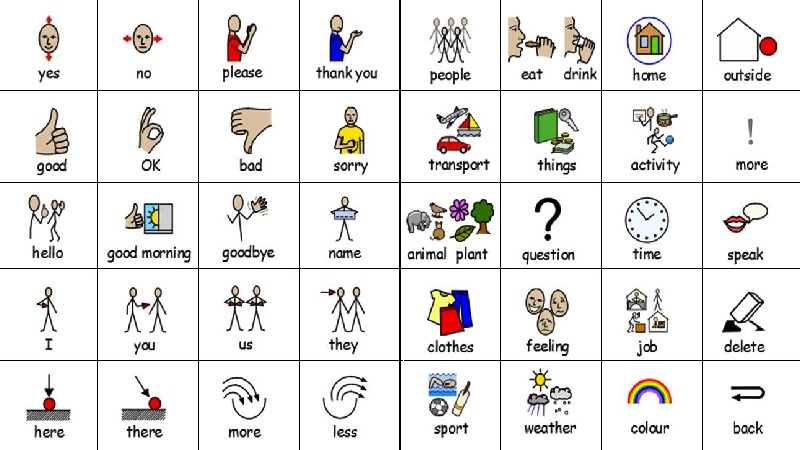 yes no please thank you people eat drink home outside
good OK bad sorry transport things activity more
hello good morning goodbye name animal plant question time speak
I you us they clothes feeling job delete
here there more less sport weather colour back